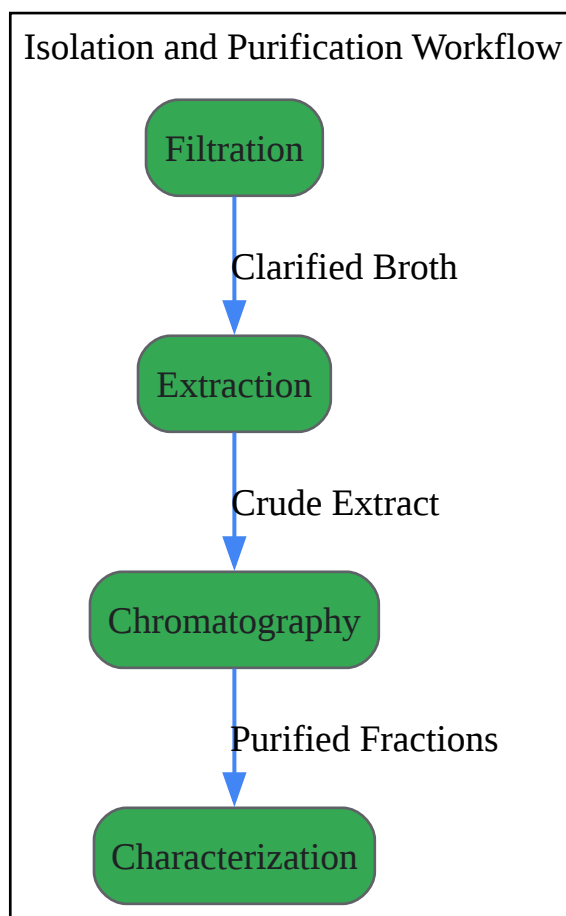 Isolation and Purification Workflow
Filtration
Clarified Broth
Extraction
Crude Extract
Chromatography
Purified Fractions
Characterization